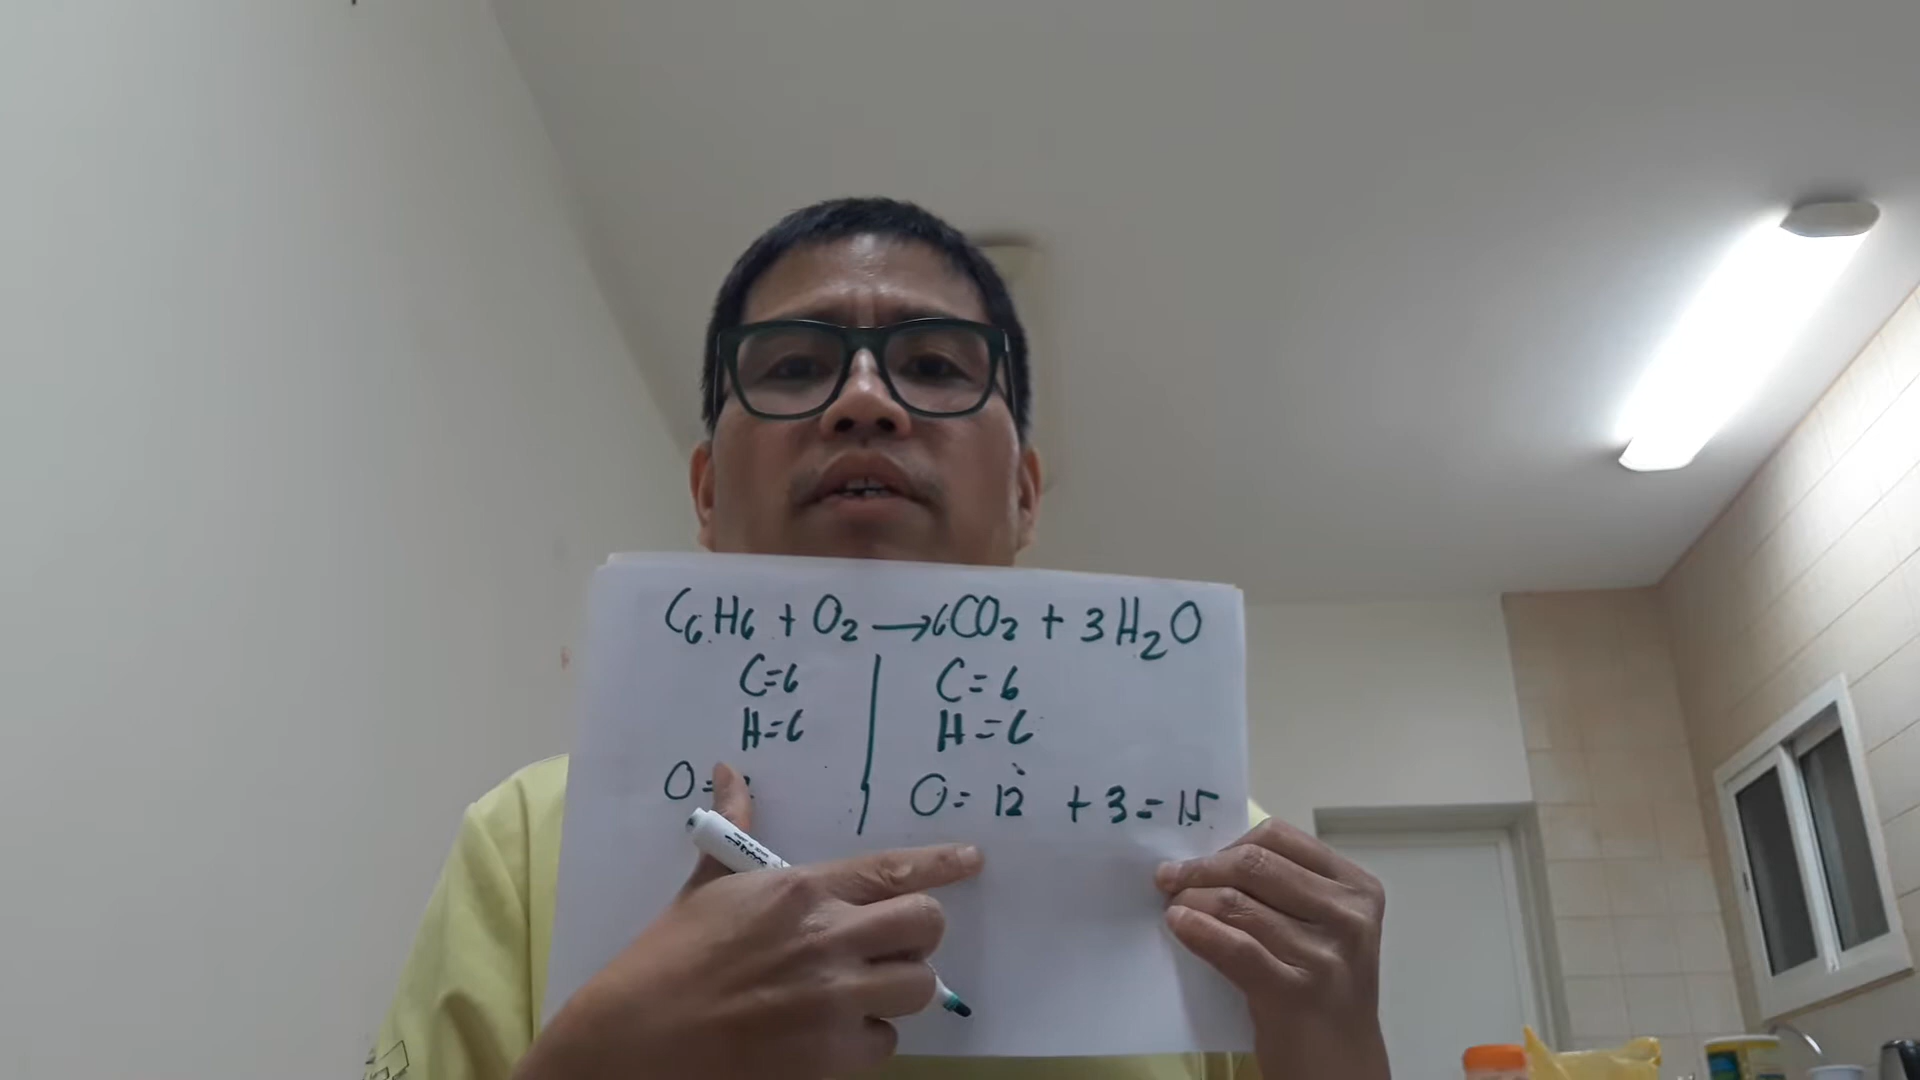 C₆H₆ + O₂ → 6CO₂ + 3H₂O
C=6 C=6
H=6 H=6
O= O= 12 + 3 = 15